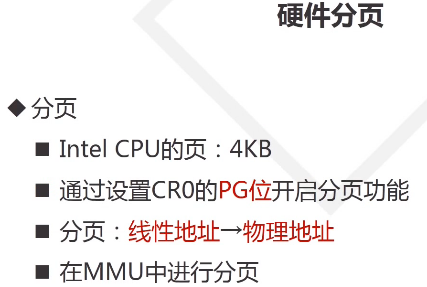 硬件分页
◆ 分页
■ Intel CPU的页：4KB
■ 通过设置CR0的PG位开启分页功能
■ 分页：线性地址→物理地址
■ 在MMU中进行分页